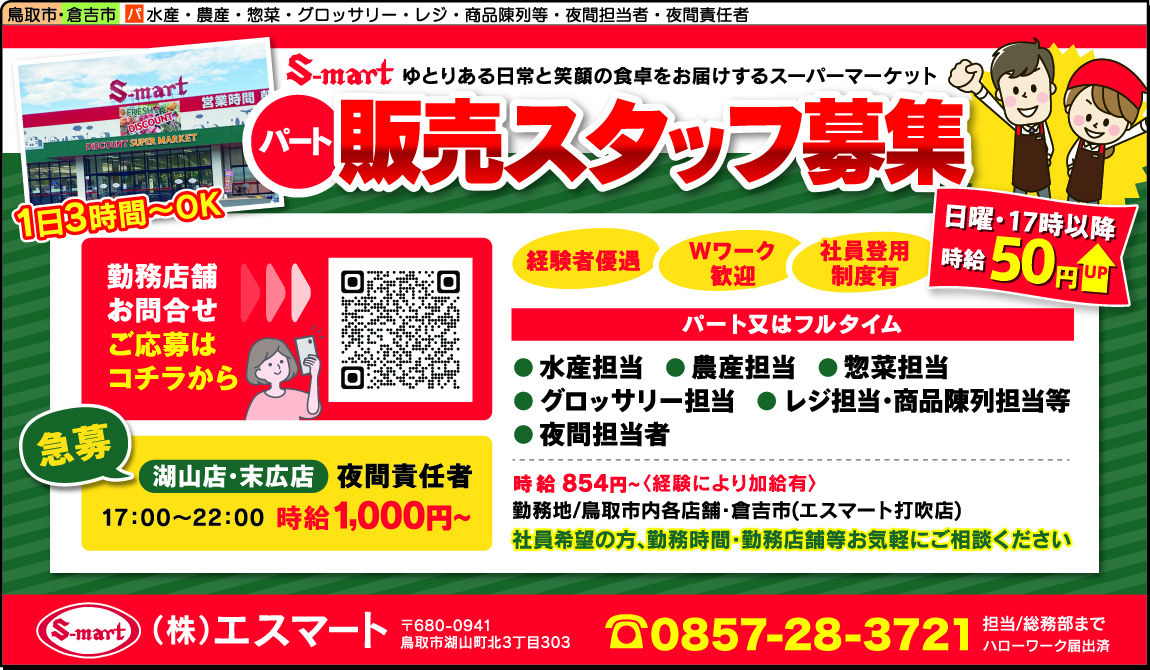 鳥取市・倉吉市 パ 水産・農産・惣菜・グロッサリー・レジ・商品陳列等・夜間担当者・夜間責任者
S-mart
営業時間
FRESH
DISCOUNT
DISCOUNT SUPER MARKET
S-mart ゆとりある日常と笑顔の食卓をお届けするスーパーマーケット
パート 販売スタッフ募集
1日3時間〜OK
日曜・17時以降
時給50円UP
経験者優遇
Wワーク
歓迎
社員登用
制度有
勤務店舗
お問合せ
ご応募は
コチラから
パート又はフルタイム
●水産担当 ●農産担当 ●惣菜担当
●グロッサリー担当 ●レジ担当・商品陳列担当等
●夜間担当者
急募
湖山店・末広店 夜間責任者
17:00〜22:00 時給1,000円~
時給 854円~〈経験により加給有〉
勤務地/鳥取市内各店舗・倉吉市(エスマート打吹店)
社員希望の方、勤務時間・勤務店舗等お気軽にご相談ください
S-mart (株)エスマート
〒680-0941
鳥取市湖山町北3丁目303
☎0857-28-3721
担当/総務部まで
ハローワーク届出済